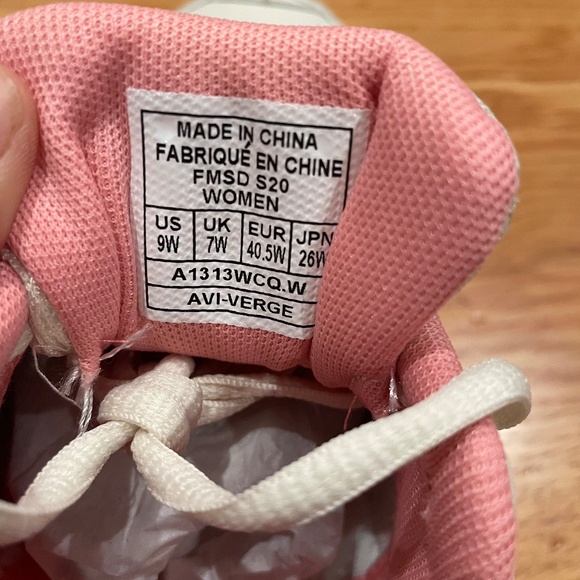 MADE IN CHINA
FABRIQUÉ EN CHINE
FMSD S20
WOMEN
US UK EUR JPN
9W 7W 40.5W 26W
A1313WCQ.W
AVI-VERGE